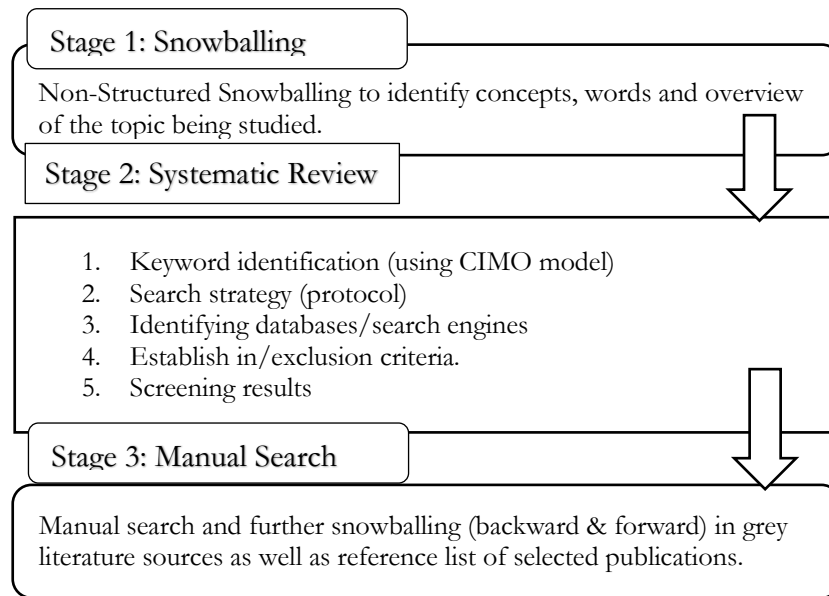 Stage 1: Snowballing
Non-Structured Snowballing to identify concepts, words and overview
of the topic being studied.
Stage 2: Systematic Review
1. Keyword identification (using CIMO model)
2. Search strategy (protocol)
3. Identifying databases/search engines
4. Establish in/exclusion criteria.
5. Screening results
Stage 3: Manual Search
Manual search and further snowballing (backward & forward) in grey
literature sources as well as reference list of selected publications.